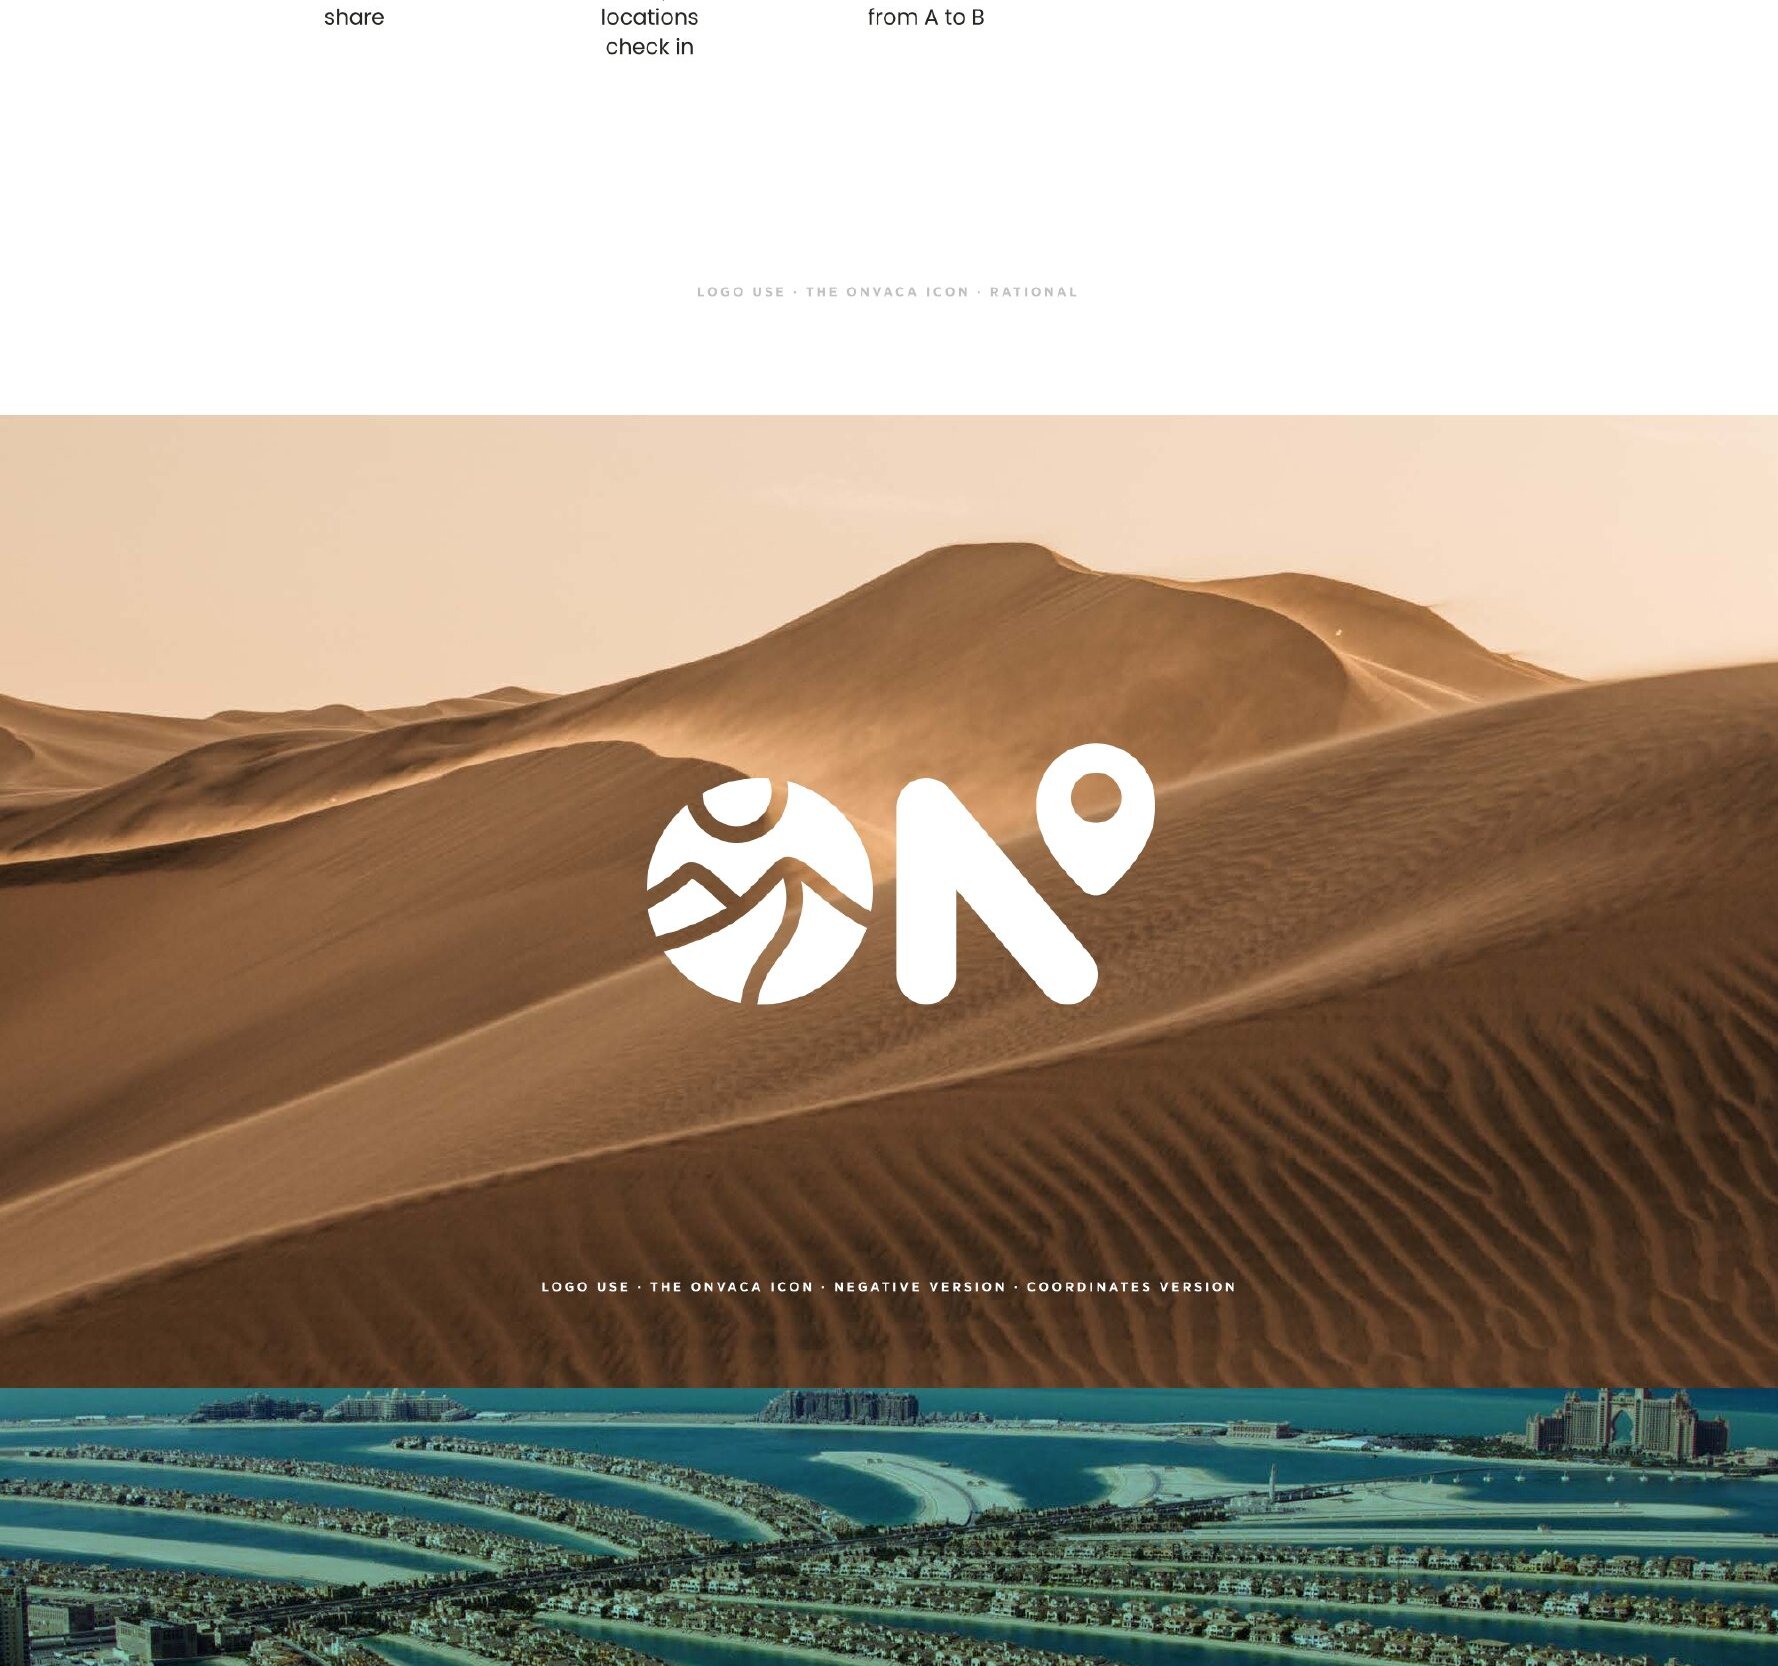 share
locations
check in
from A to B
LOGO USE · THE ONVACA ICON · RATIONAL
ON
LOGO USE · THE ONVACA ICON · NEGATIVE VERSION · COORDINATES VERSION